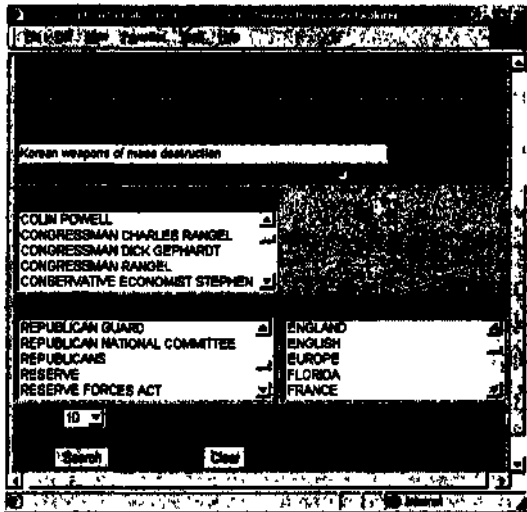 Korean weapons of mass destruction
COLIN POWELL
CONGRESSMAN CHARLES RANGEL
CONGRESSMAN DICK GEPHARDT
CONGRESSMAN RANGEL
CONSERVATIVE ECONOMIST STEPHEN
REPUBLICAN GUARD
REPUBLICAN NATIONAL COMMITTEE
REPUBLICANS
RESERVE
RESERVE FORCES ACT
ENGLAND
ENGLISH
EUROPE
FLORIDA
FRANCE
10
Search Clear
Internet